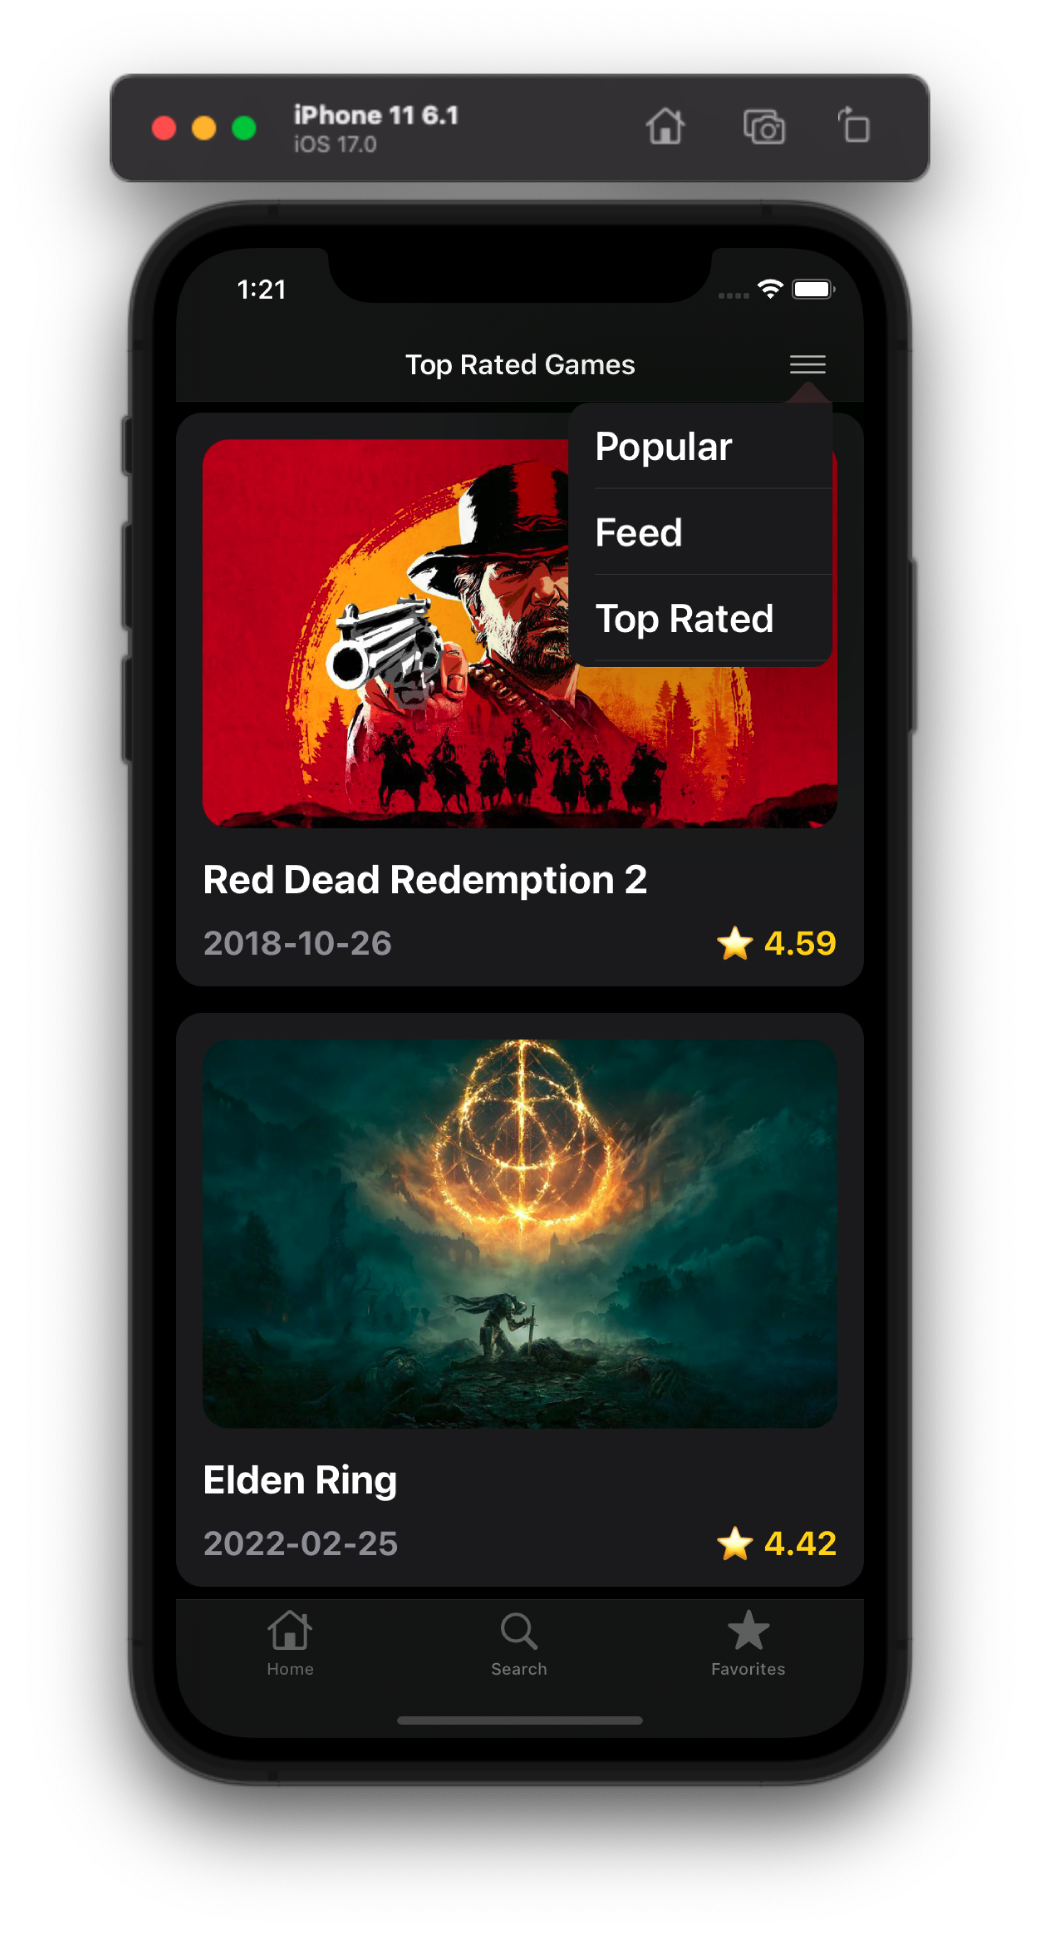 iPhone 11 6.1
iOS 17.0
1:21
Top Rated Games
Popular
Feed
Top Rated
Red Dead Redemption 2
2018-10-26
⭐ 4.59
Elden Ring
2022-02-25
⭐ 4.42
Home
Search
Favorites